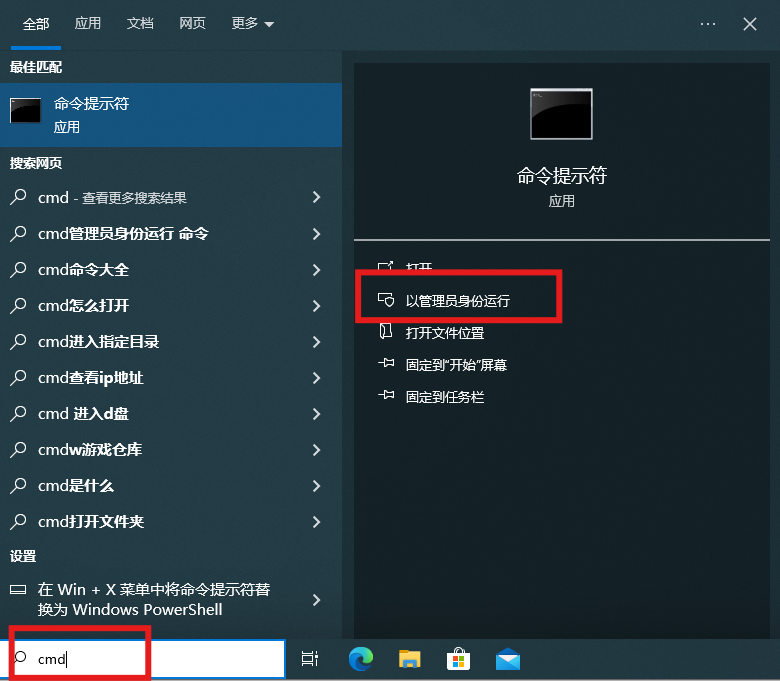 全部 应用 文档 网页 更多
最佳匹配
命令提示符
应用
搜索网页
cmd - 查看更多搜索结果
cmd管理员身份运行 命令
cmd命令大全
cmd怎么打开
cmd进入指定目录
cmd查看ip地址
cmd 进入d盘
cmdw游戏仓库
cmd是什么
cmd打开文件夹
设置
在 Win + X 菜单中将命令提示符替
换为 Windows PowerShell
cmd
命令提示符
应用
打开
以管理员身份运行
打开文件位置
固定到"开始"屏幕
固定到任务栏